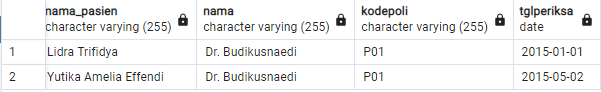 nama_pasien nama kodepoli tglperiksa
character varying (255) character varying (255) character varying (255) date
1 Lidra Trifidya Dr. Budikusnaedi P01 2015-01-01
2 Yutika Amelia Effendi Dr. Budikusnaedi P01 2015-05-02